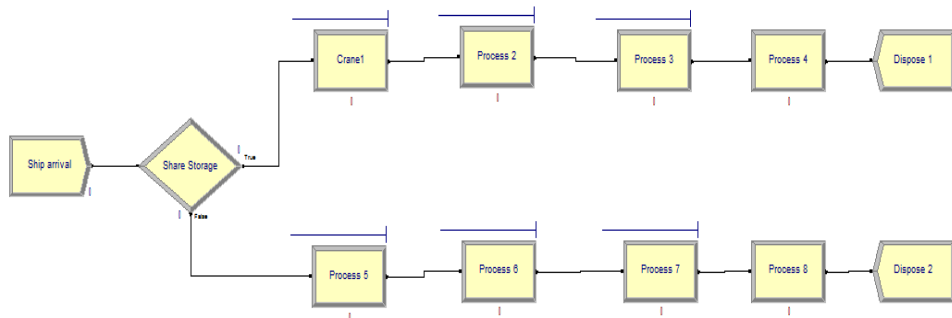 Crane1
Process 2
Process 3
Process 4
Dispose 1
Ship arrival
Share Storage
True
False
Process 5
Process 6
Process 7
Process 8
Dispose 2